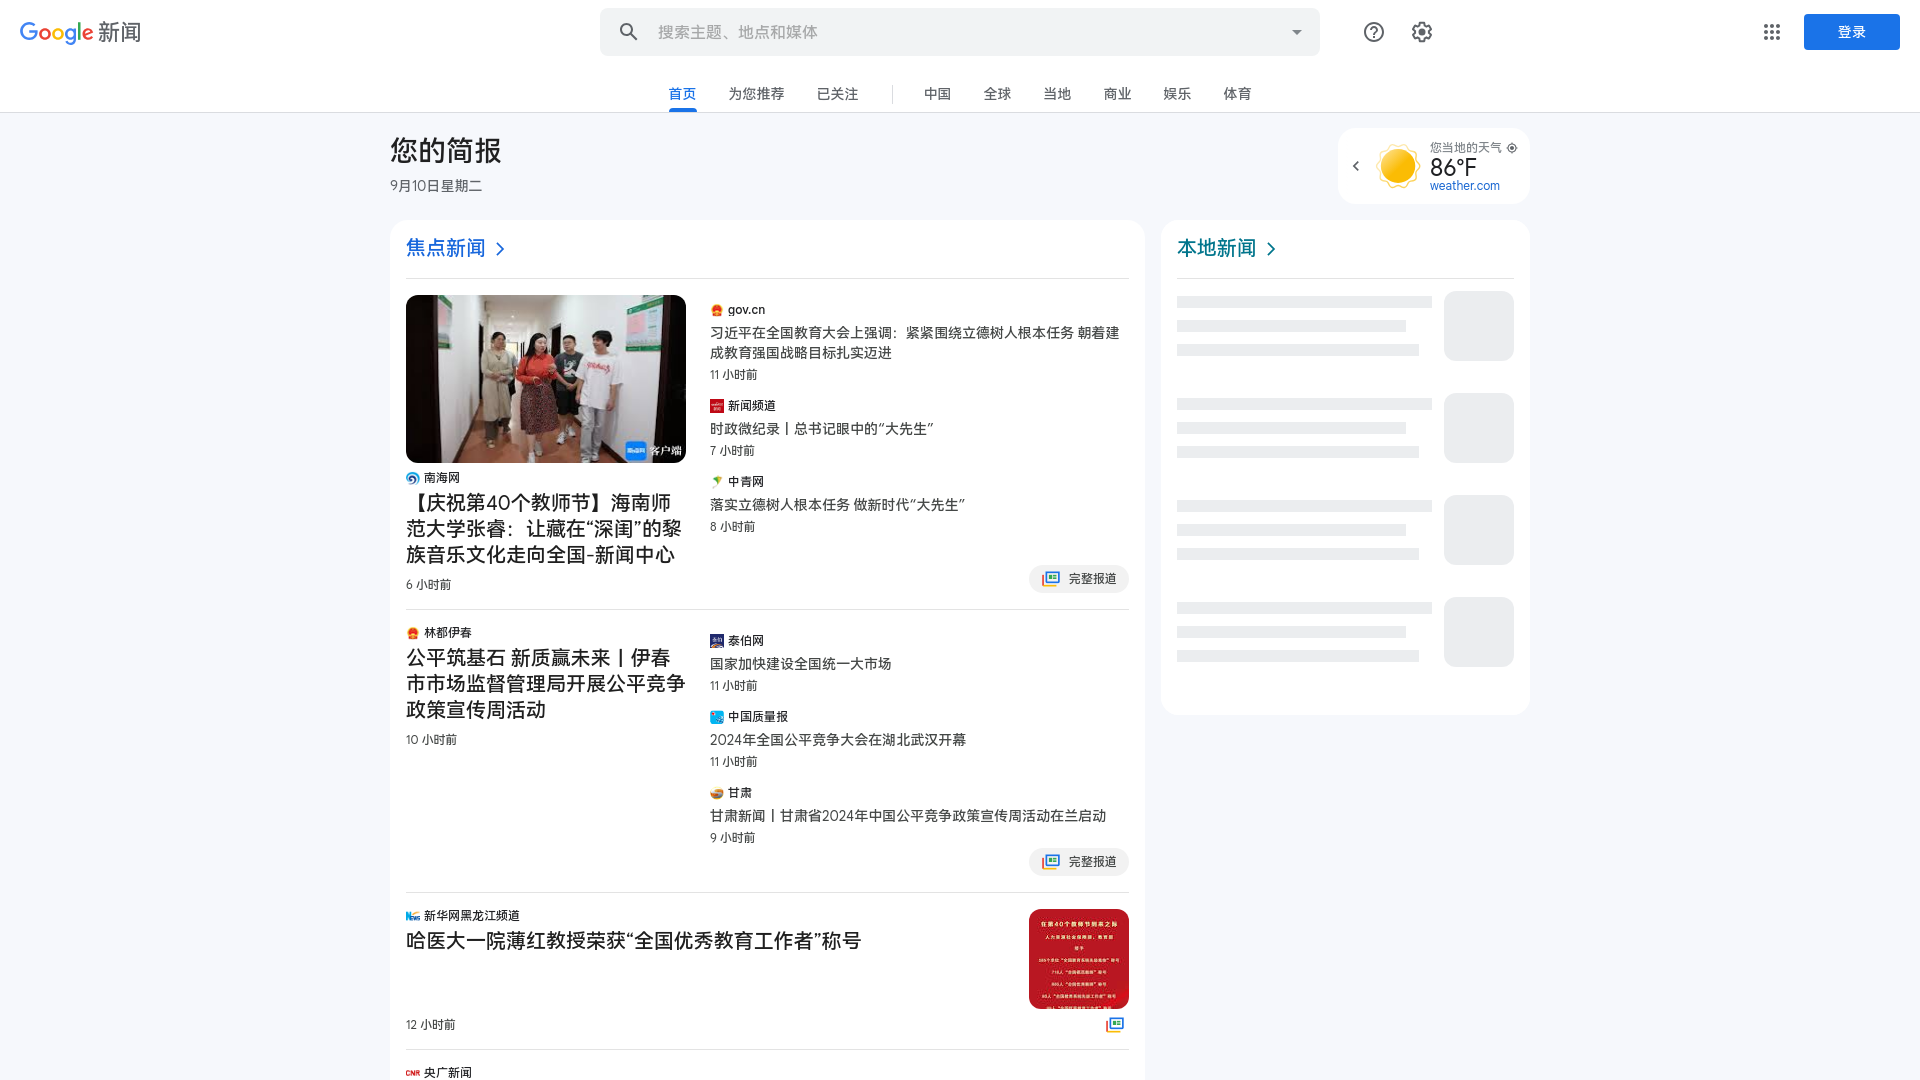 Google 新闻
搜索主题、地点和媒体
登录
首页
为您推荐
已关注
中国
全球
当地
商业
娱乐
体育
您的简报
9月10日星期二
您当地的天气
86°F
weather.com
焦点新闻
客户端
南海网
【庆祝第40个教师节】海南师
范大学张睿：让藏在“深闺”的黎
族音乐文化走向全国-新闻中心
6 小时前
gov.cn
习近平在全国教育大会上强调：紧紧围绕立德树人根本任务 朝着建
成教育强国战略目标扎实迈进
11 小时前
新闻频道
时政微纪录丨总书记眼中的“大先生”
7 小时前
中青网
落实立德树人根本任务 做新时代“大先生”
8 小时前
完整报道
林都伊春
公平筑基石 新质赢未来丨伊春
市市场监督管理局开展公平竞争
政策宣传周活动
10 小时前
泰伯网
国家加快建设全国统一大市场
11 小时前
中国质量报
2024年全国公平竞争大会在湖北武汉开幕
11 小时前
甘肃
甘肃新闻丨甘肃省2024年中国公平竞争政策宣传周活动在兰启动
9 小时前
完整报道
新华网黑龙江频道
哈医大一院薄红教授荣获“全国优秀教育工作者”称号
在第40个教师节到来之际
12 小时前
CNR 央广新闻
本地新闻